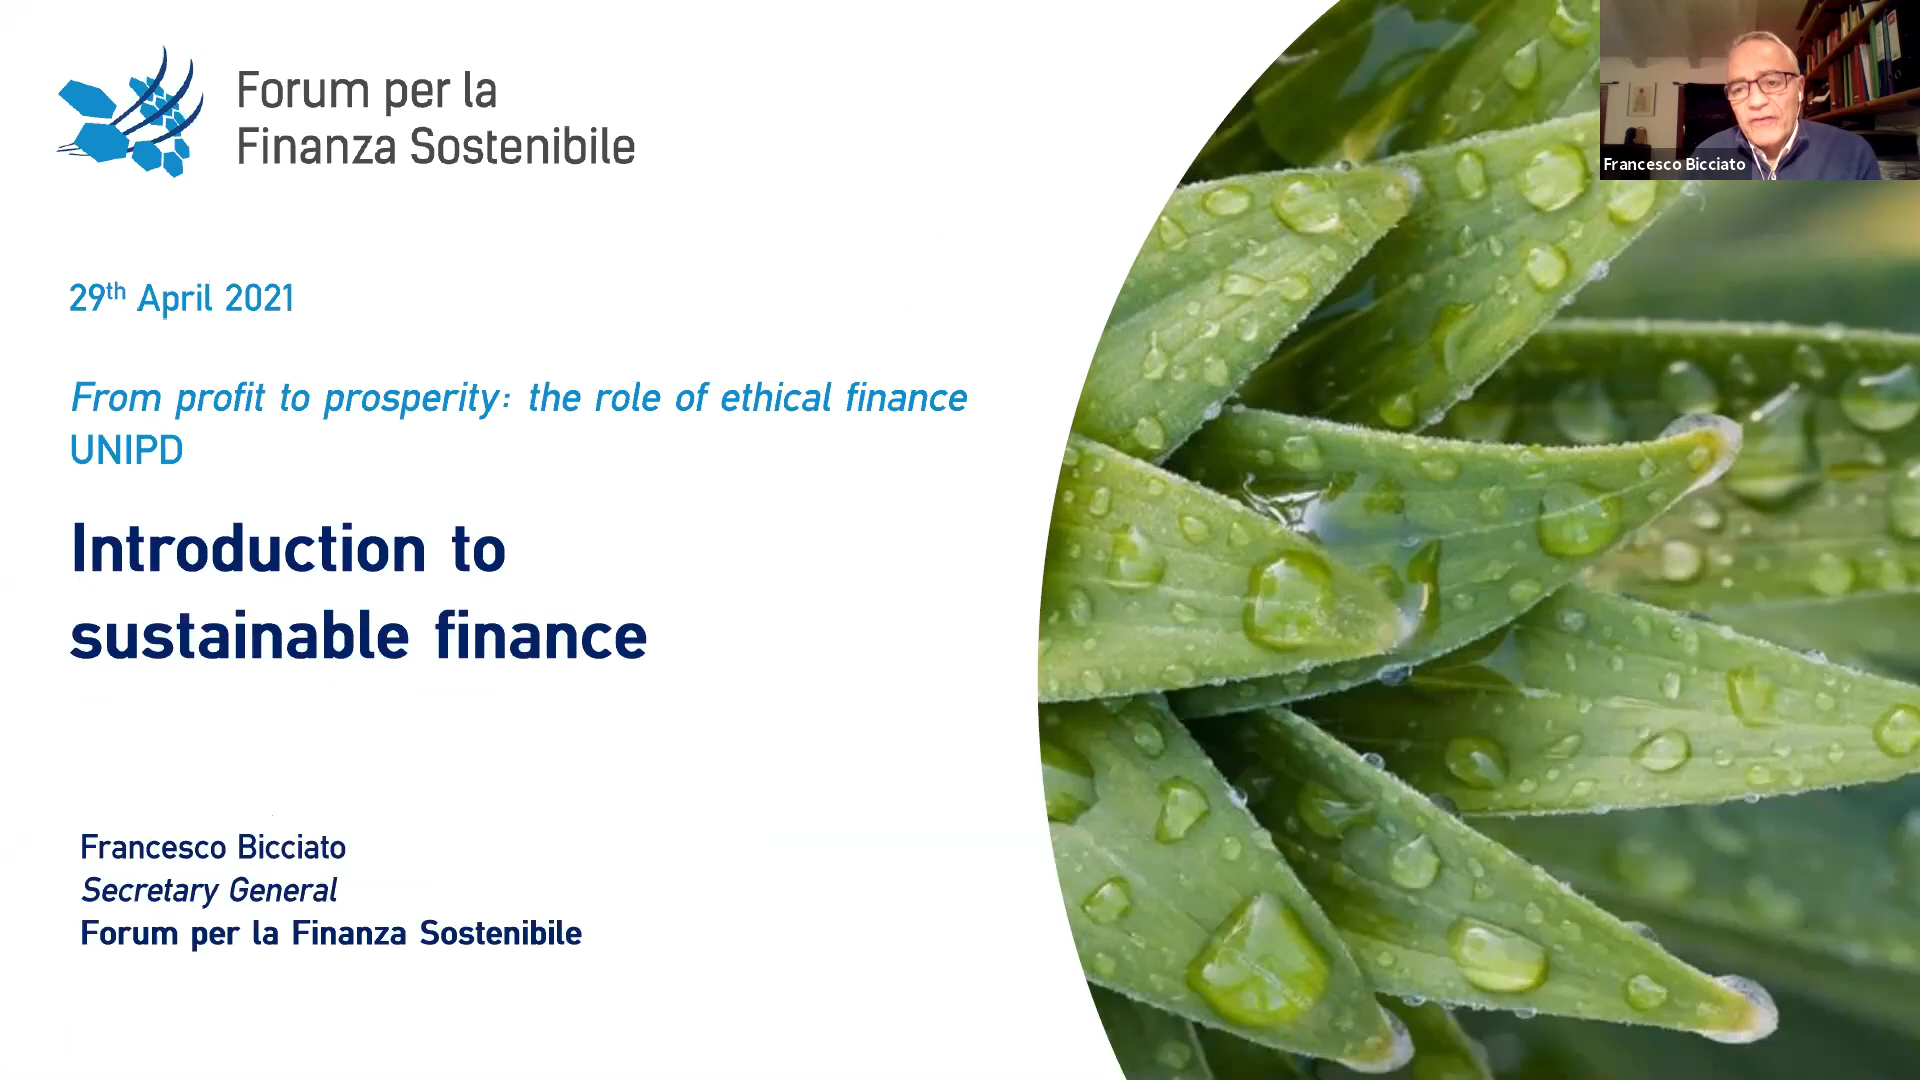 Forum per la
Finanza Sostenibile
Francesco Bicciato
29th April 2021
From profit to prosperity: the role of ethical finance
UNIPD
Introduction to
sustainable finance
Francesco Bicciato
Secretary General
Forum per la Finanza Sostenibile